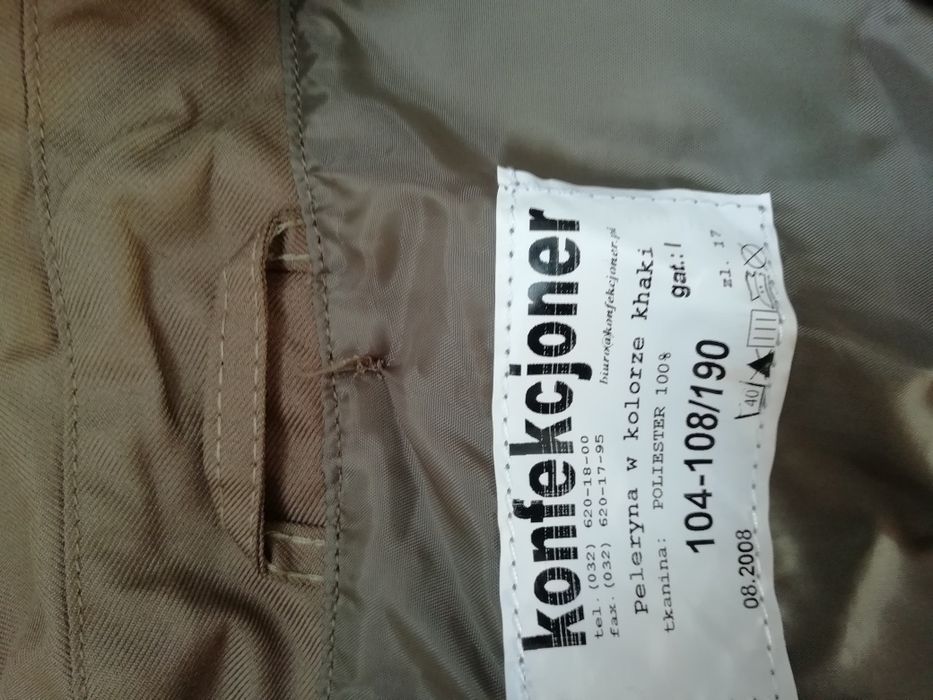 konfekcjoner
tel. (032) 620-18-00
fax. (032) 620-17-95
biuro@konfekcjoner.pl
Peleryna w kolorze khaki
tkanina: POLIESTER 100%
gat.: I
104-108/190
zl. 17
08.2008
40